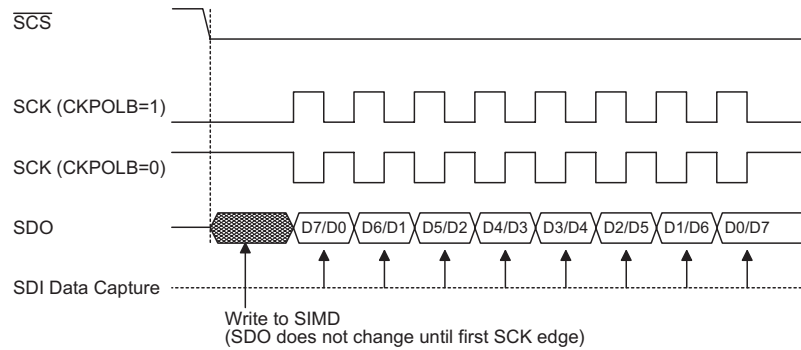 SCS
SCK (CKPOLB=1)
SCK (CKPOLB=0)
SDO
D7/D0 D6/D1 D5/D2 D4/D3 D3/D4 D2/D5 D1/D6 D0/D7
SDI Data Capture
Write to SIMD
(SDO does not change until first SCK edge)